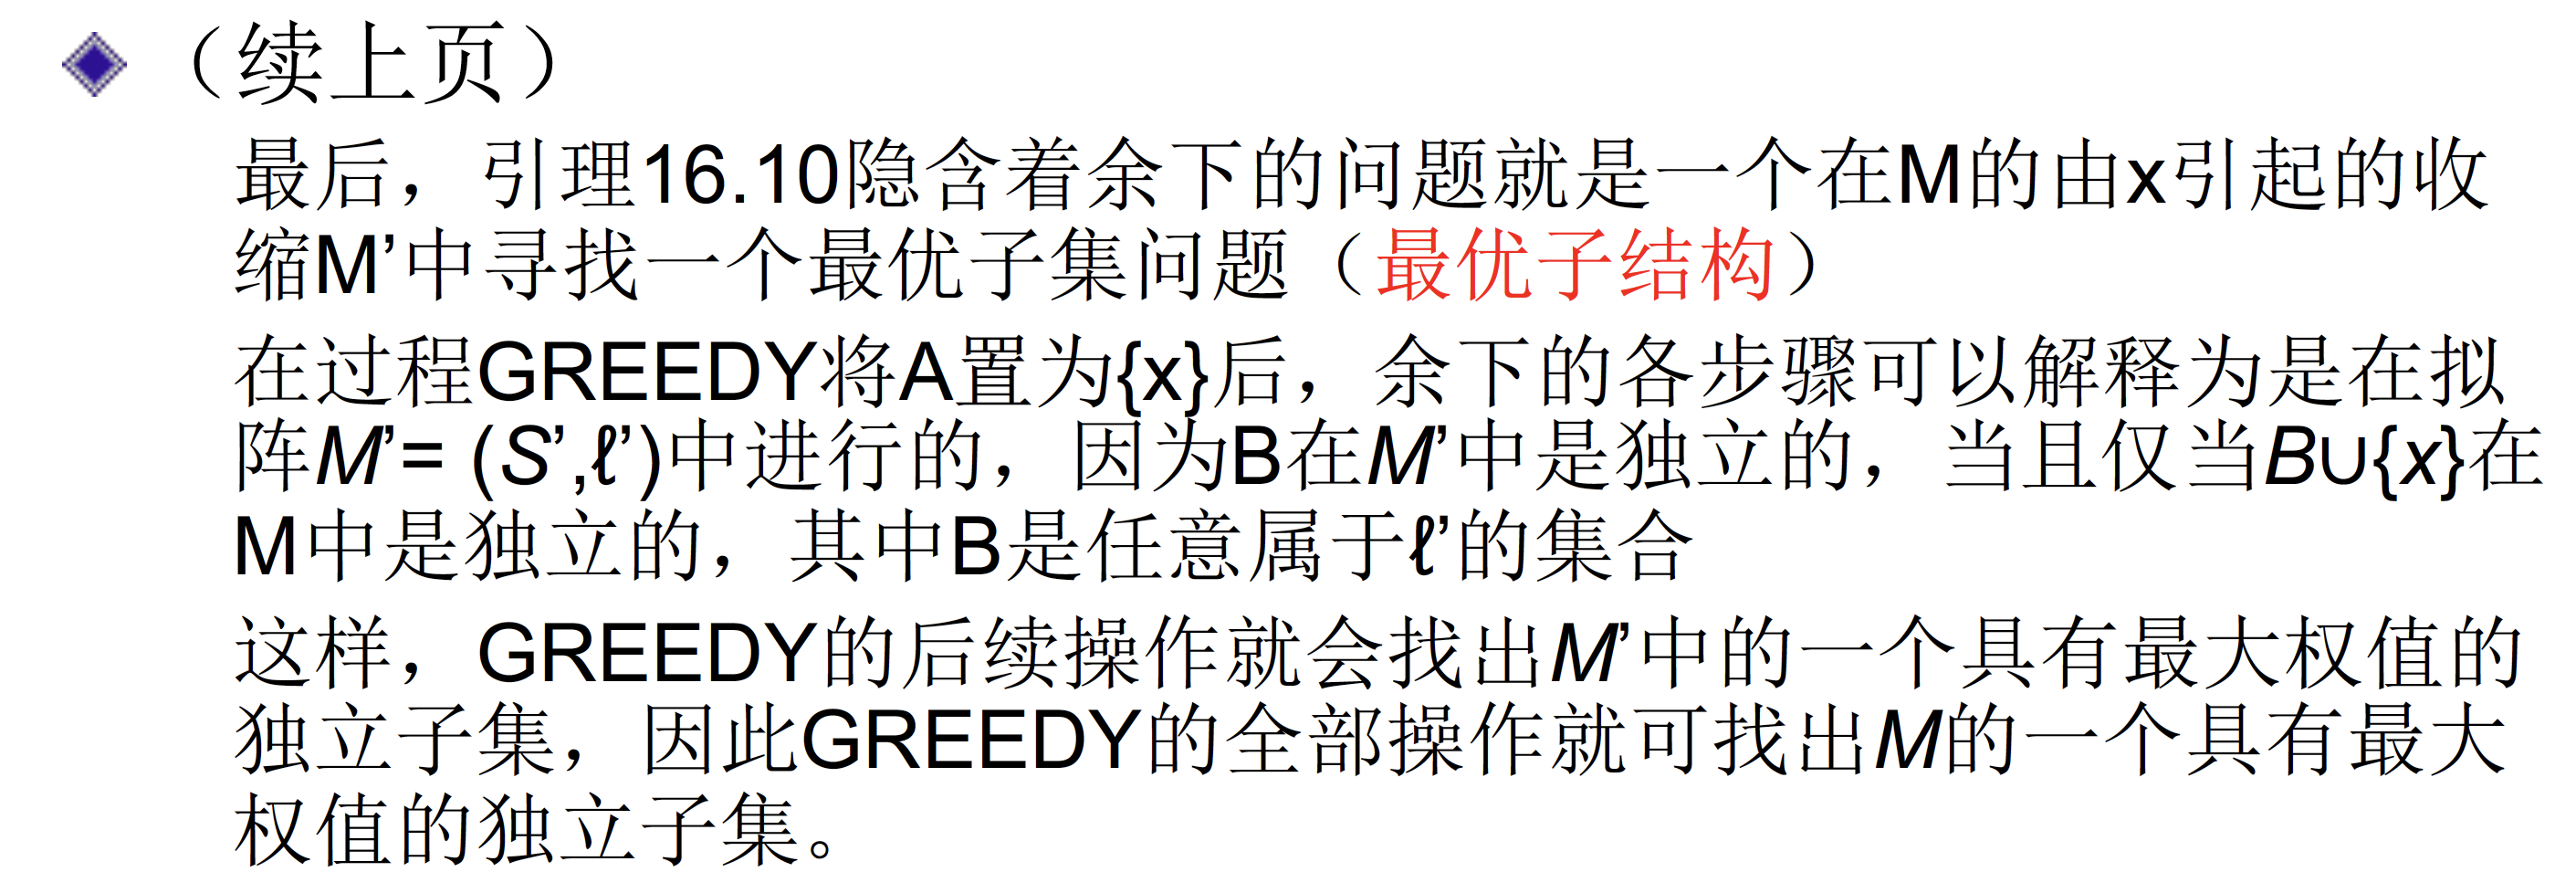 （续上页）
最后，引理16.10隐含着余下的问题就是一个在M的由x引起的收
缩M’中寻找一个最优子集问题（最优子结构）
在过程GREEDY将A置为{x}后，余下的各步骤可以解释为是在拟
阵M’= (S’,ℓ’)中进行的，因为B在M’中是独立的，当且仅当B∪{x}在
M中是独立的，其中B是任意属于ℓ’的集合
这样，GREEDY的后续操作就会找出M’中的一个具有最大权值的
独立子集，因此GREEDY的全部操作就可找出M的一个具有最大
权值的独立子集。